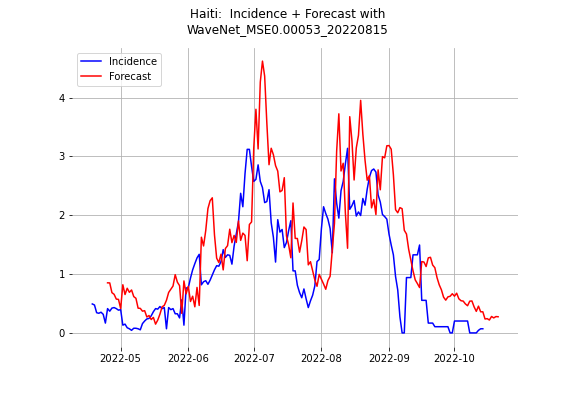 Haiti:  Incidence + Forecast with
WaveNet_MSE0.00053_20220815
Incidence
Forecast
4
3
2
1
0
2022-05 2022-06 2022-07 2022-08 2022-09 2022-10